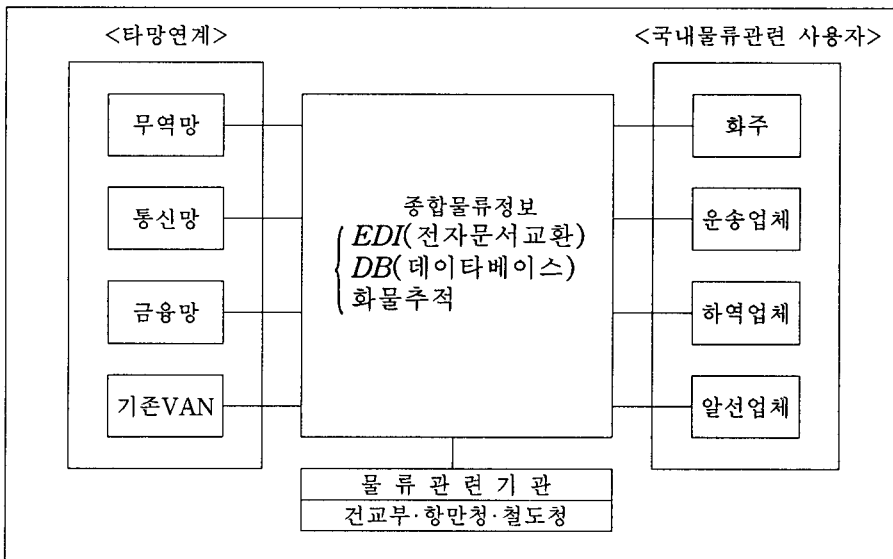 <타망연계>
<국내물류관련 사용자>
무역망
통신망
금융망
기존VAN
종합물류정보
EDI(전자문서교환)
DB(데이타베이스)
화물추적
화주
운송업체
하역업체
알선업체
물 류 관 련 기 관
건교부·항만청·철도청